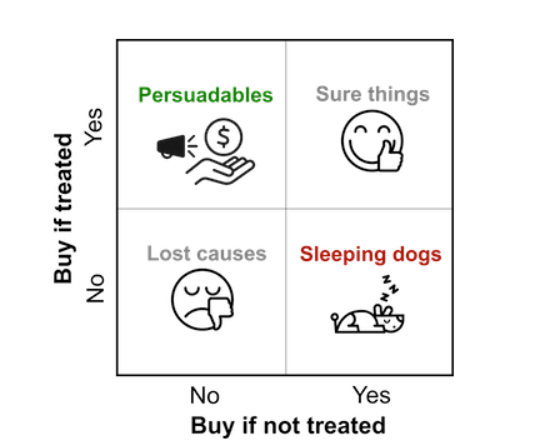 Persuadables
Sure things
$
Buy if treated
Yes
No
Lost causes
Sleeping dogs
z
z
z
No
Yes
Buy if not treated